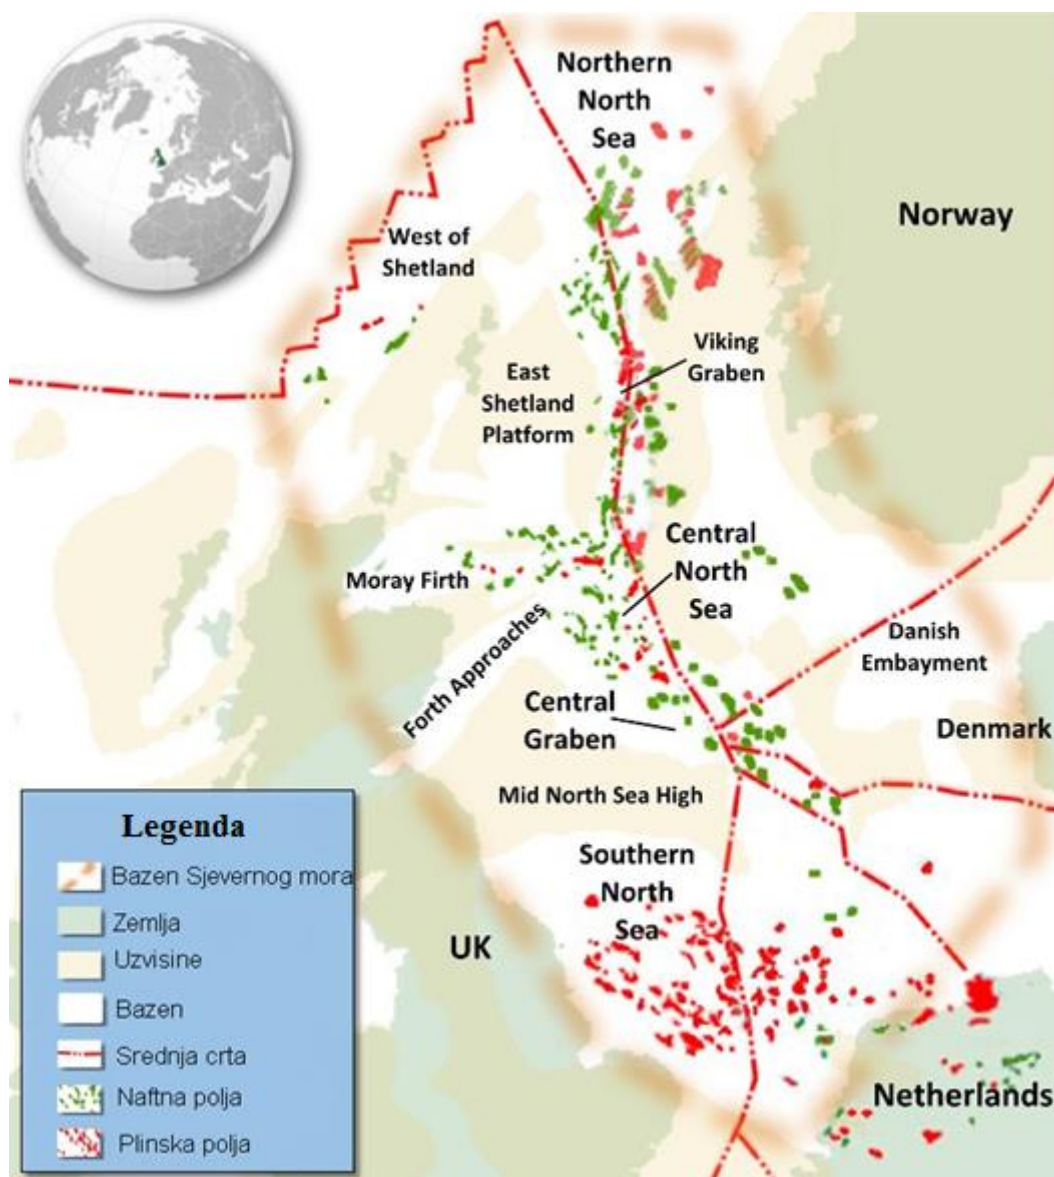 Northern
North
Sea
Norway
West of
Shetland
Viking
Graben
East
Shetland
Platform
Central
North
Sea
Moray Firth
Forth Approaches
Danish
Embayment
Central
Graben
Denmark
Mid North Sea High
Southern
North
Sea
UK
Netherlands
Legenda
Bazen Sjevernog mora
Zemlja
Uzvisine
Bazen
Srednja crta
Naftna polja
Plinska polja